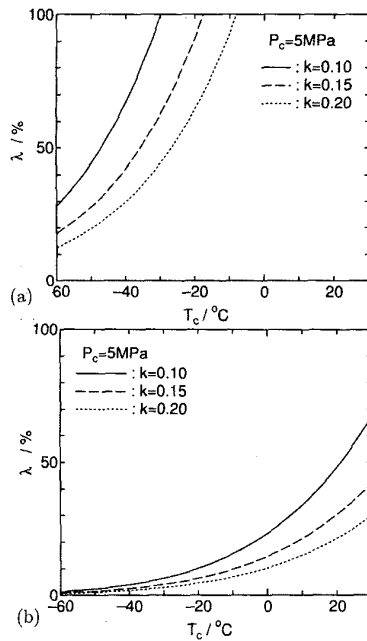 100
50
0
λ / %
P_c=5MPa
: k=0.10
: k=0.15
: k=0.20
(a)
−60 −40 −20 0 20
T_c / °C
100
50
0
λ / %
P_c=5MPa
: k=0.10
: k=0.15
: k=0.20
(b)
−60 −40 −20 0 20
T_c / °C